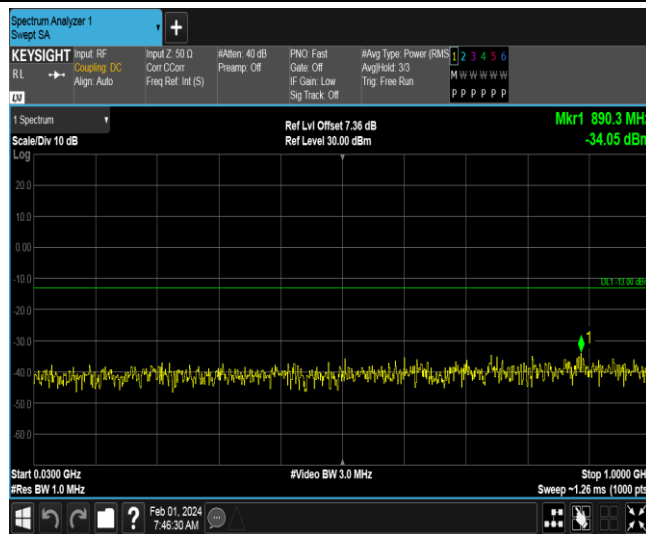 Spectrum Analyzer 1
Swept SA
+
KEYSIGHT
RL
LXI
Input: RF
Coupling: DC
Align: Auto
Input Z: 50 Ω
Corr CCorr
Freq Ref: Int (S)
#Atten: 40 dB
Preamp: Off
PNO: Fast
Gate: Off
IF Gain: Low
Sig Track: Off
#Avg Type: Power (RMS
Avg|Hold: 3/3
Trig: Free Run
1 2 3 4 5 6
M W W W W W
P P P P P P
1 Spectrum
Scale/Div 10 dB
Log
Ref Lvl Offset 7.36 dB
Ref Level 30.00 dBm
Mkr1 890.3 MHz
-34.05 dBm
20.0
10.0
0.00
-10.0
DL1 -13.00 dBm
-20.0
-30.0
1
-40.0
-50.0
-60.0
Start 0.0300 GHz
#Res BW 1.0 MHz
#Video BW 3.0 MHz
Stop 1.0000 GH
Sweep ~1.26 ms (1000 pts
?
Feb 01, 2024
7:46:30 AM